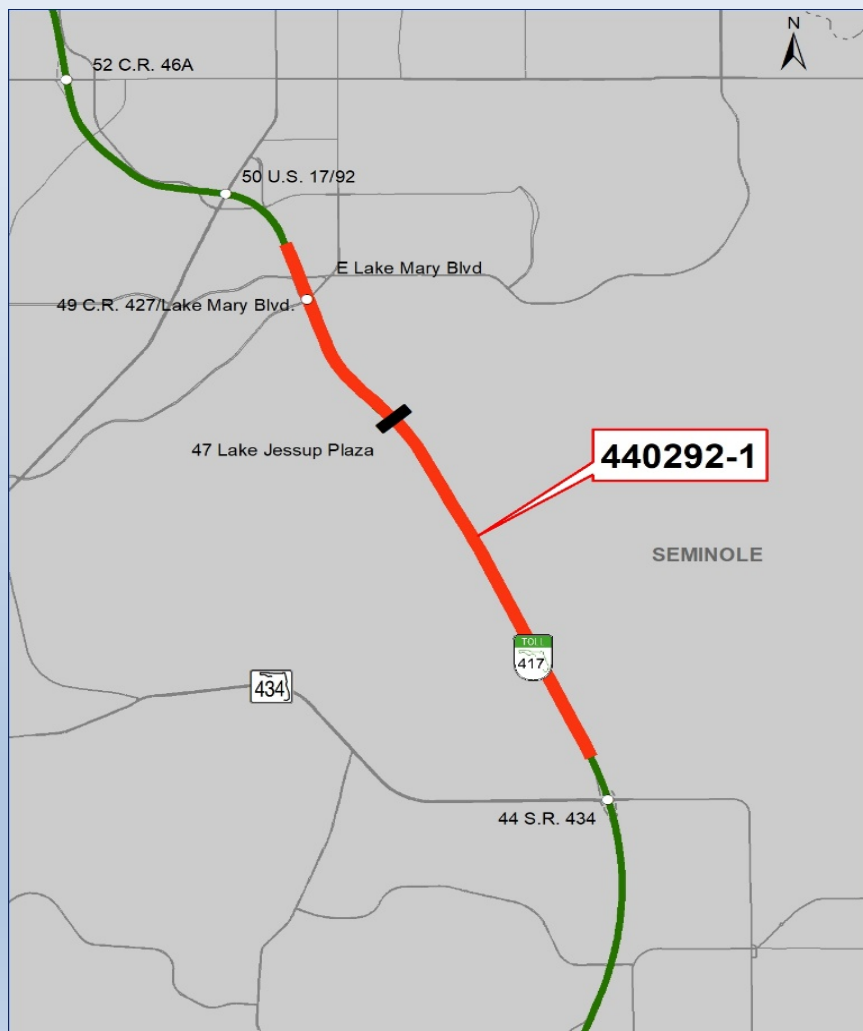 N
52 C.R. 46A
50 U.S. 17/92
E Lake Mary Blvd
49 C.R. 427/Lake Mary Blvd.
47 Lake Jessup Plaza
440292-1
SEMINOLE
TOLL
417
434
44 S.R. 434